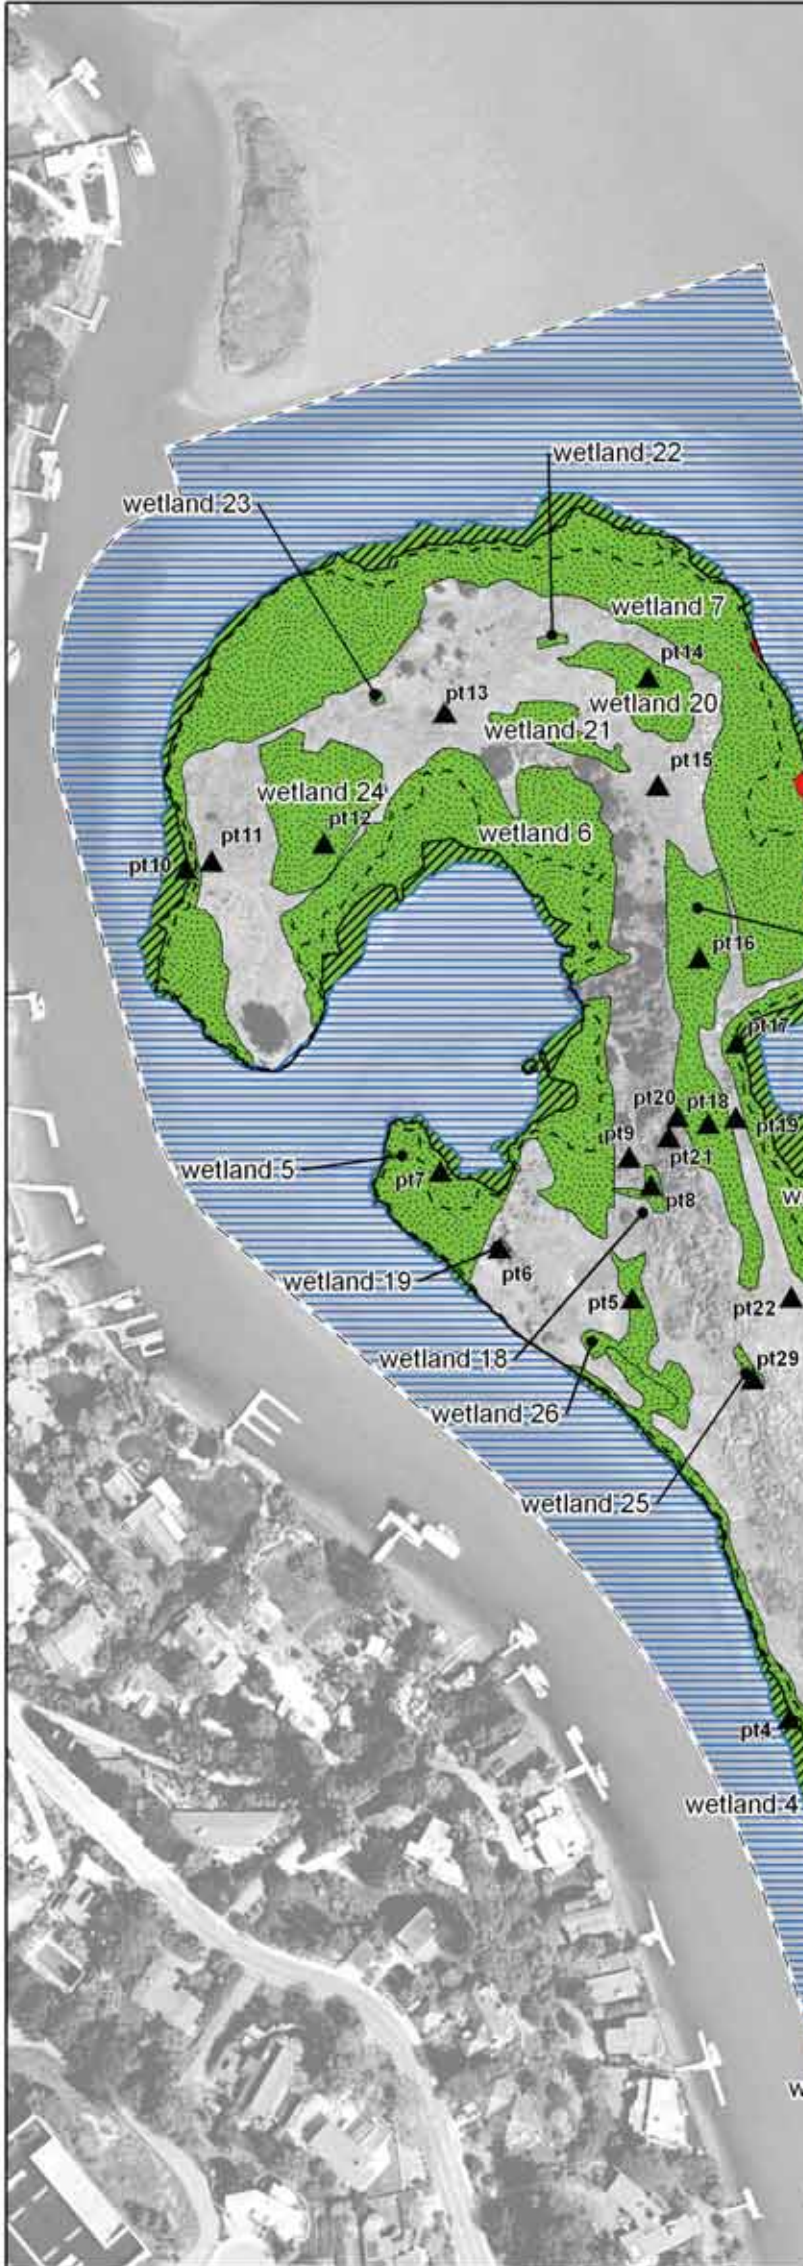 wetland 22
wetland 23
wetland 7
pt14
wetland 20
pt13
wetland 21
pt15
wetland 24
pt12
wetland 6
pt11
pt10
pt16
pt17
pt20
pt18
pt19
pt21
pt9
wetland 5
pt7
pt8
w
pt6
wetland 19
pt5
pt22
wetland 18
pt29
wetland 26
wetland 25
pt4
wetland 4
w